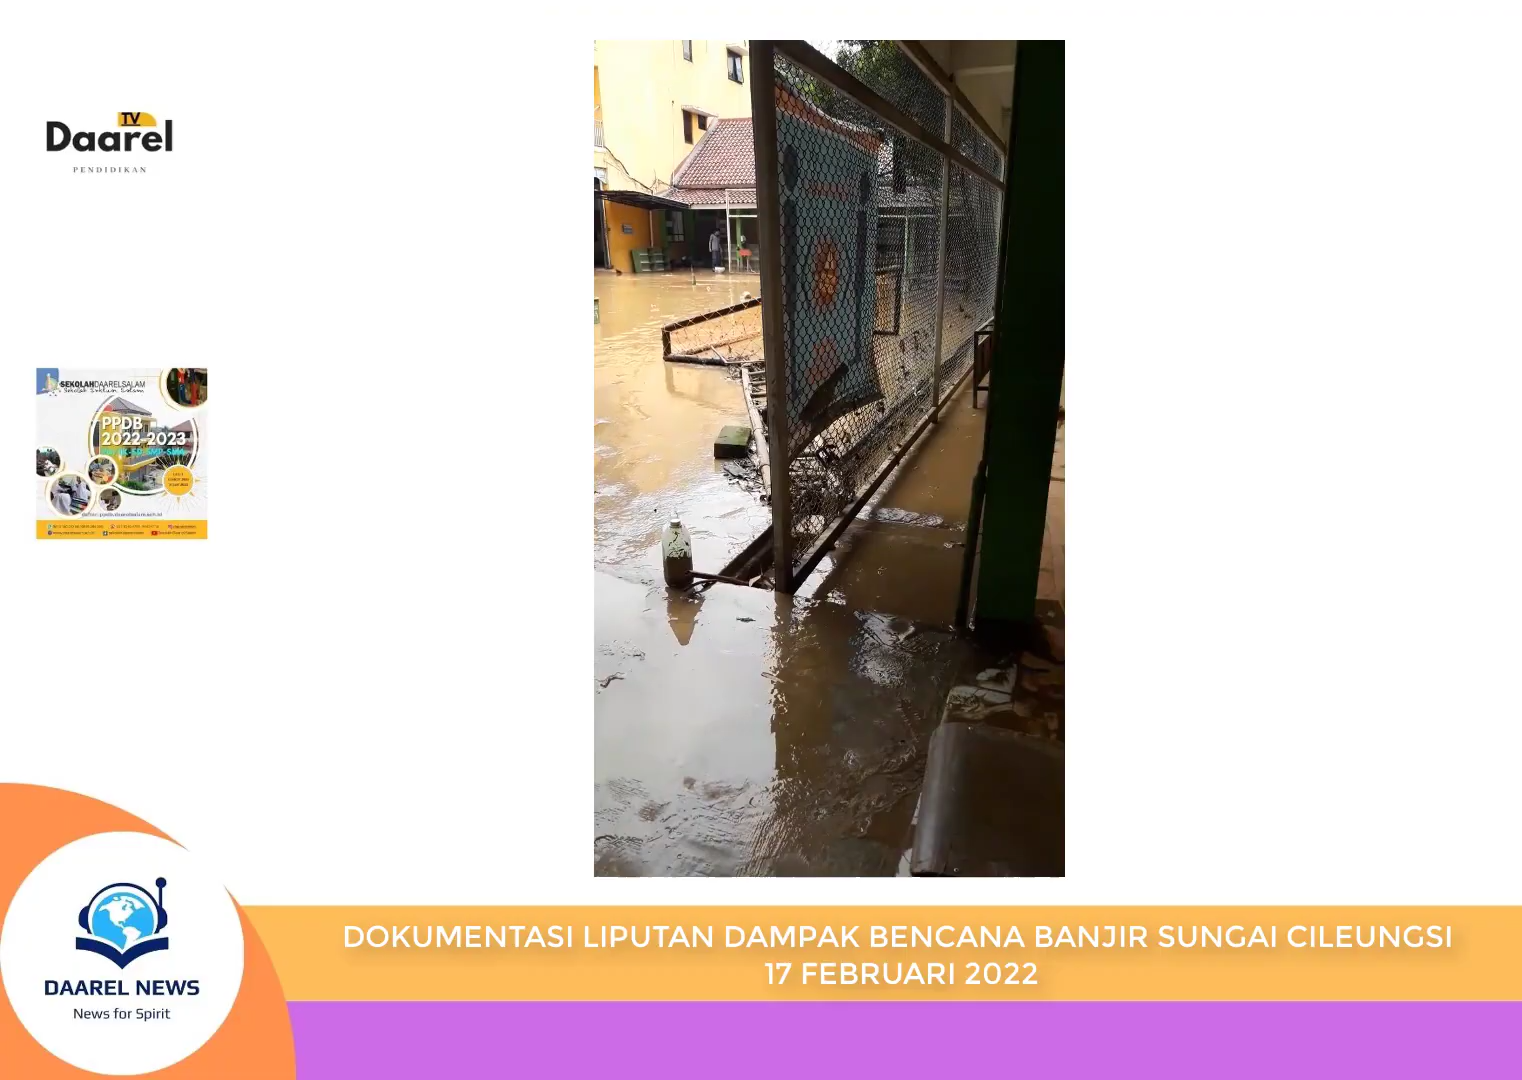 TV
Daarel
PENDIDIKAN
SEKOLAHDAARELSALAM
PPDB
2022-2023
DAAREL NEWS
News for Spirit
DOKUMENTASI LIPUTAN DAMPAK BENCANA BANJIR SUNGAI CILEUNGSI
17 FEBRUARI 2022